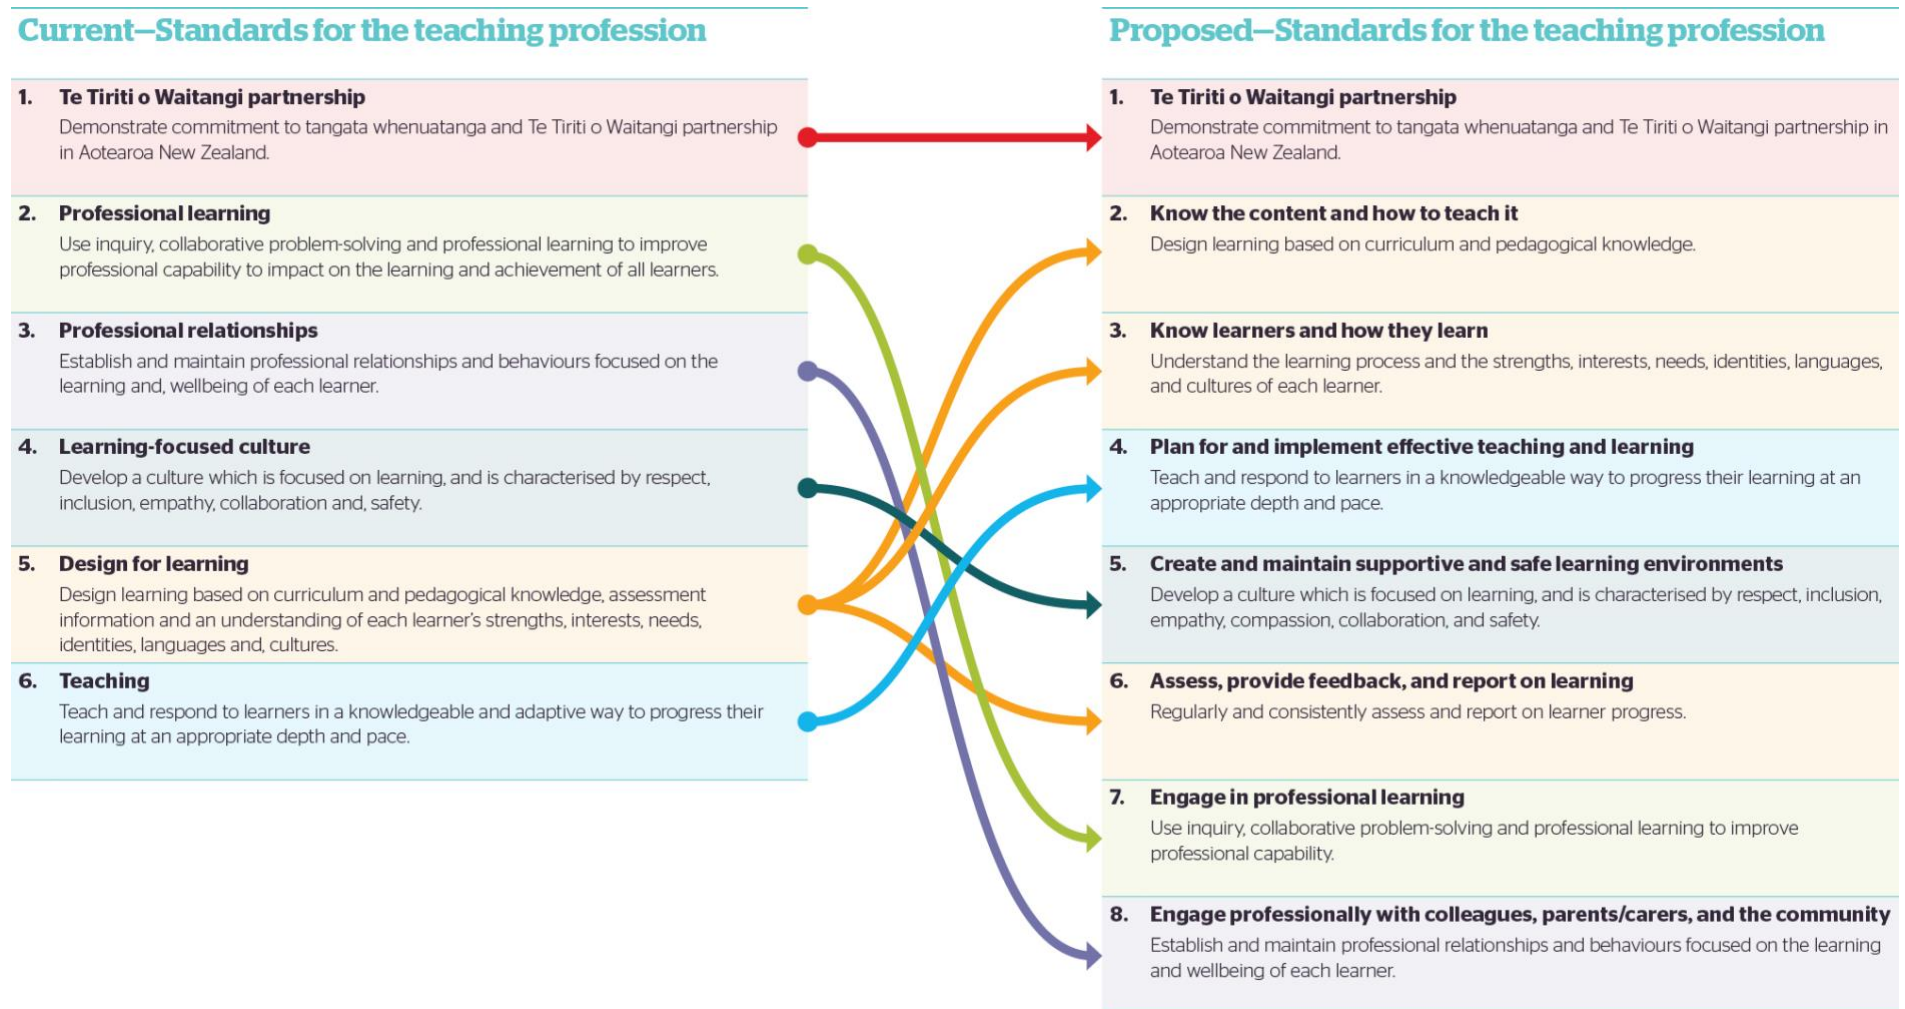 Current—Standards for the teaching profession
1. Te Tiriti o Waitangi partnership
Demonstrate commitment to tangata whenuatanga and Te Tiriti o Waitangi partnership
in Aotearoa New Zealand.
2. Professional learning
Use inquiry, collaborative problem-solving and professional learning to improve
professional capability to impact on the learning and achievement of all learners.
3. Professional relationships
Establish and maintain professional relationships and behaviours focused on the
learning and, wellbeing of each learner.
4. Learning-focused culture
Develop a culture which is focused on learning, and is characterised by respect,
inclusion, empathy, collaboration and, safety.
5. Design for learning
Design learning based on curriculum and pedagogical knowledge, assessment
information and an understanding of each learner's strengths, interests, needs,
identities, languages and, cultures.
6. Teaching
Teach and respond to learners in a knowledgeable and adaptive way to progress their
learning at an appropriate depth and pace.
Proposed—Standards for the teaching profession
1. Te Tiriti o Waitangi partnership
Demonstrate commitment to tangata whenuatanga and Te Tiriti o Waitangi partnership in
Aotearoa New Zealand.
2. Know the content and how to teach it
Design learning based on curriculum and pedagogical knowledge.
3. Know learners and how they learn
Understand the learning process and the strengths, interests, needs, identities, languages,
and cultures of each learner.
4. Plan for and implement effective teaching and learning
Teach and respond to learners in a knowledgeable way to progress their learning at an
appropriate depth and pace.
5. Create and maintain supportive and safe learning environments
Develop a culture which is focused on learning, and is characterised by respect, inclusion,
empathy, compassion, collaboration, and safety.
6. Assess, provide feedback, and report on learning
Regularly and consistently assess and report on learner progress.
7. Engage in professional learning
Use inquiry, collaborative problem-solving and professional learning to improve
professional capability.
8. Engage professionally with colleagues, parents/carers, and the community
Establish and maintain professional relationships and behaviours focused on the learning
and wellbeing of each learner.